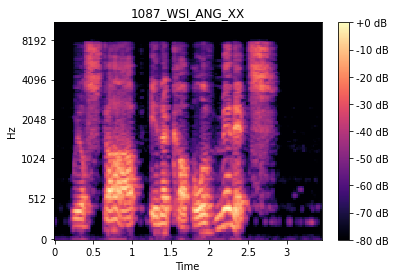 1087_WSI_ANG_XX
8192
4096
2048
1024
512
0
Hz
0
0.5
1
1.5
2
2.5
3
Time
+0 dB
-10 dB
-20 dB
-30 dB
-40 dB
-50 dB
-60 dB
-70 dB
-80 dB